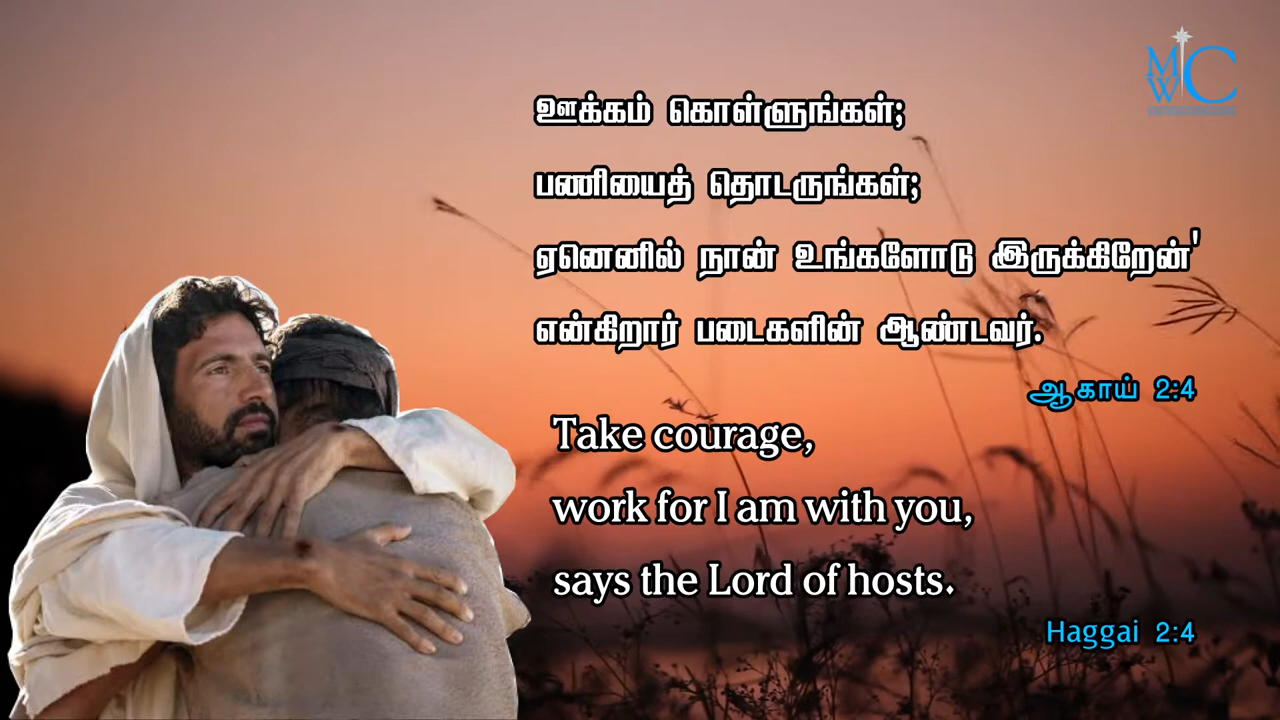 M C
W
ஊக்கம் கொள்ளுங்கள்;
பணியைத் தொடருங்கள்;
ஏனெனில் நான் உங்களோடு இருக்கிறேன்'
என்கிறார் படைகளின் ஆண்டவர்.
ஆகாய் 2:4
Take courage,
work for I am with you,
says the Lord of hosts.
Haggai 2:4